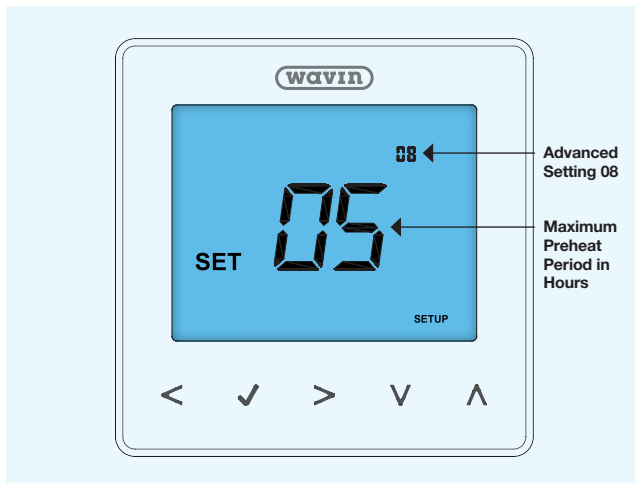 wavin
08
Advanced
Setting 08
05
Maximum
Preheat
Period in
Hours
SET
SETUP